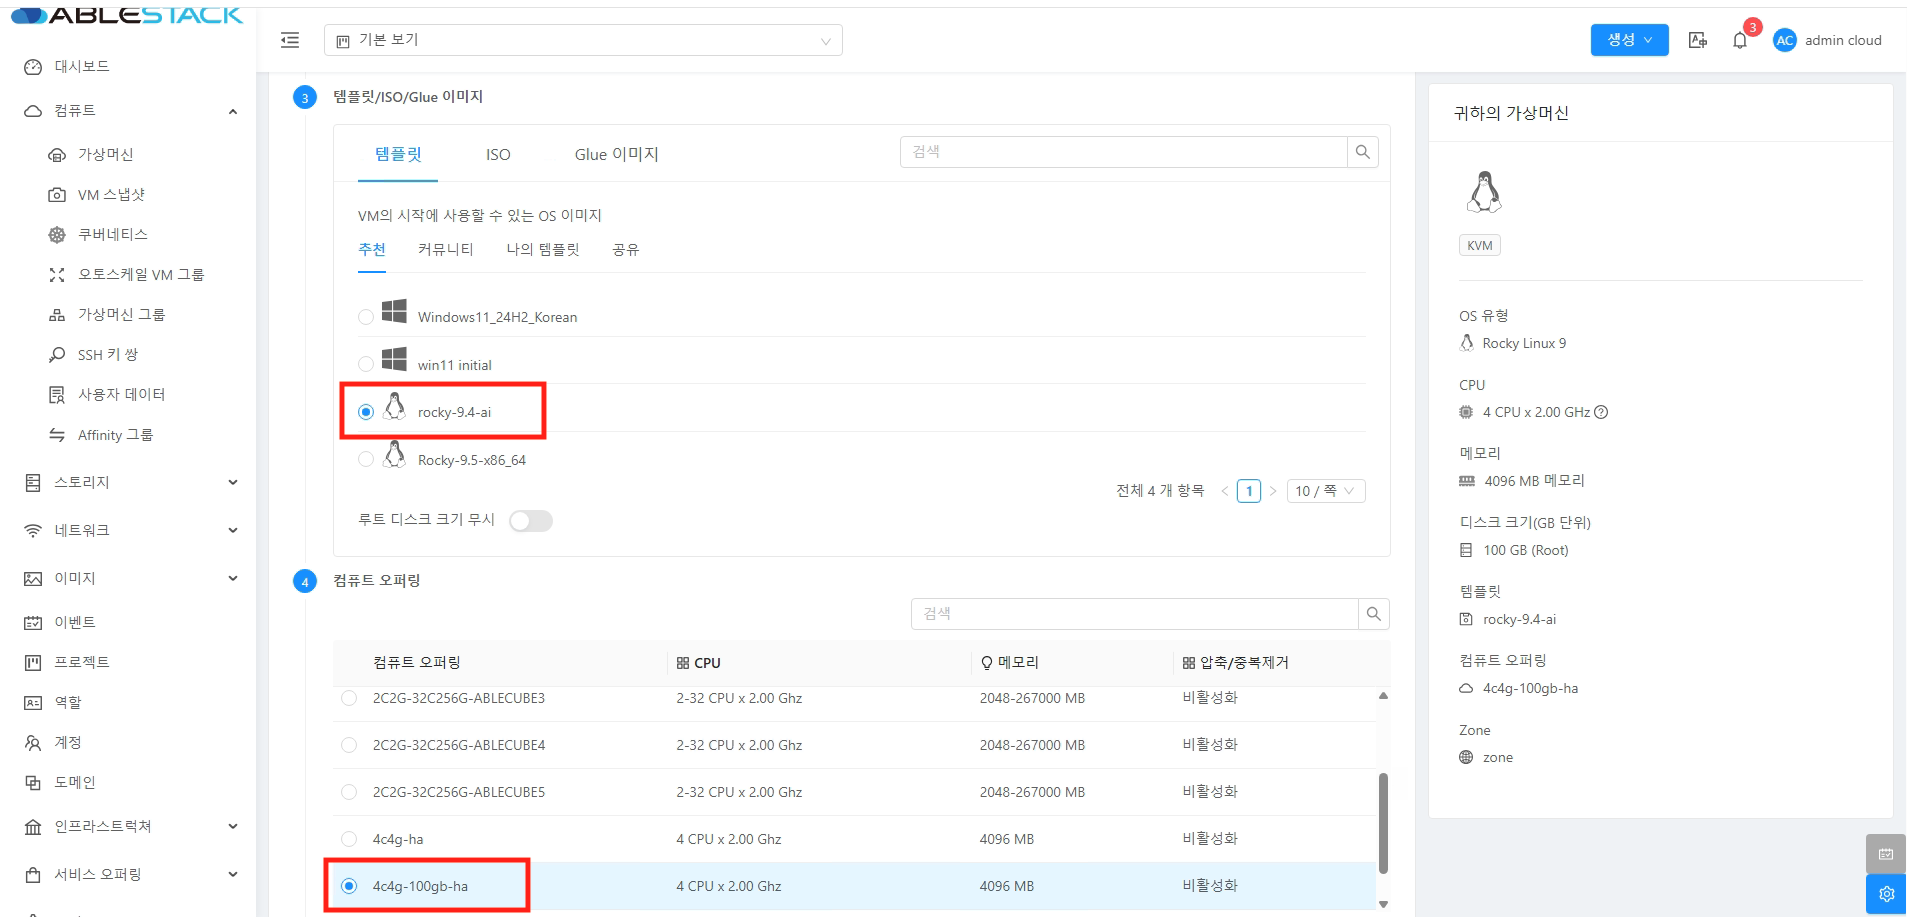 ABLESTACK
대시보드
컴퓨트
가상머신
VM 스냅샷
쿠버네티스
오토스케일 VM 그룹
가상머신 그룹
SSH 키 쌍
사용자 데이터
Affinity 그룹
스토리지
네트워크
이미지
이벤트
프로젝트
역할
계정
도메인
인프라스트럭쳐
서비스 오퍼링
기본 보기
생성
3
AC
admin cloud
3
템플릿/ISO/Glue 이미지
템플릿
ISO
Glue 이미지
검색
VM의 시작에 사용할 수 있는 OS 이미지
추천
커뮤니티
나의 템플릿
공유
Windows11_24H2_Korean
win11 initial
rocky-9.4-ai
Rocky-9.5-x86_64
전체 4 개 항목
1
10 / 쪽
루트 디스크 크기 무시
4
컴퓨트 오퍼링
검색
컴퓨트 오퍼링 CPU 메모리 압축/중복제거
2C2G-32C256G-ABLECUBE3 2-32 CPU x 2.00 Ghz 2048-267000 MB 비활성화
2C2G-32C256G-ABLECUBE4 2-32 CPU x 2.00 Ghz 2048-267000 MB 비활성화
2C2G-32C256G-ABLECUBE5 2-32 CPU x 2.00 Ghz 2048-267000 MB 비활성화
4c4g-ha 4 CPU x 2.00 Ghz 4096 MB 비활성화
4c4g-100gb-ha 4 CPU x 2.00 Ghz 4096 MB 비활성화
귀하의 가상머신
KVM
OS 유형
Rocky Linux 9
CPU
4 CPU x 2.00 GHz
메모리
4096 MB 메모리
디스크 크기(GB 단위)
100 GB (Root)
템플릿
rocky-9.4-ai
컴퓨트 오퍼링
4c4g-100gb-ha
Zone
zone